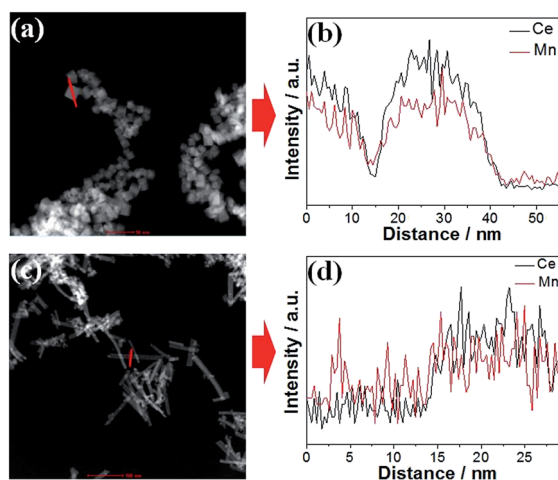 (a)
(b)
Ce
Mn
Intensity / a.u.
0 10 20 30 40 50
Distance / nm
(c)
(d)
Ce
Mn
Intensity / a.u.
0 5 10 15 20 25
Distance / nm